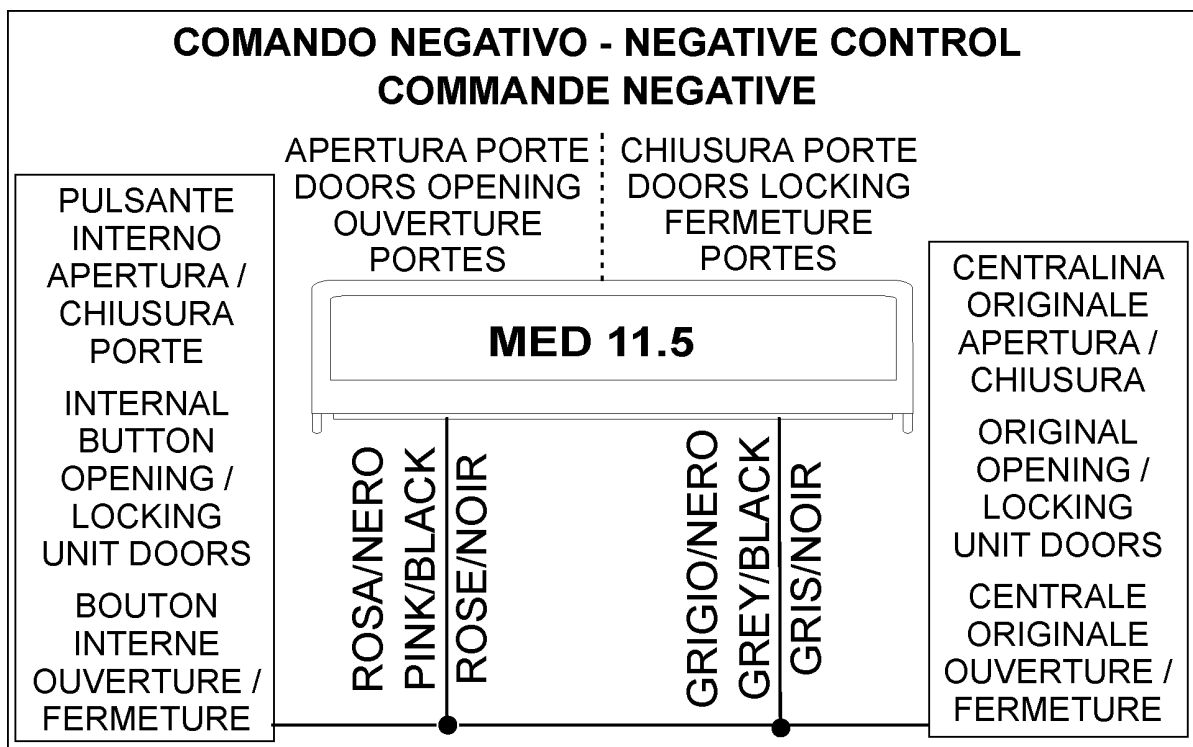 COMANDO NEGATIVO - NEGATIVE CONTROL
COMMANDE NEGATIVE
APERTURA PORTE
DOORS OPENING
OUVERTURE
PORTES
CHIUSURA PORTE
DOORS LOCKING
FERMETURE
PORTES
PULSANTE
INTERNO
APERTURA /
CHIUSURA
PORTE
INTERNAL
BUTTON
OPENING /
LOCKING
UNIT DOORS
BOUTON
INTERNE
OUVERTURE /
FERMETURE
MED 11.5
ROSA/NERO
PINK/BLACK
ROSE/NOIR
GRIGIO/NERO
GREY/BLACK
GRIS/NOIR
CENTRALINA
ORIGINALE
APERTURA /
CHIUSURA
ORIGINAL
OPENING /
LOCKING
UNIT DOORS
CENTRALE
ORIGINALE
OUVERTURE /
FERMETURE